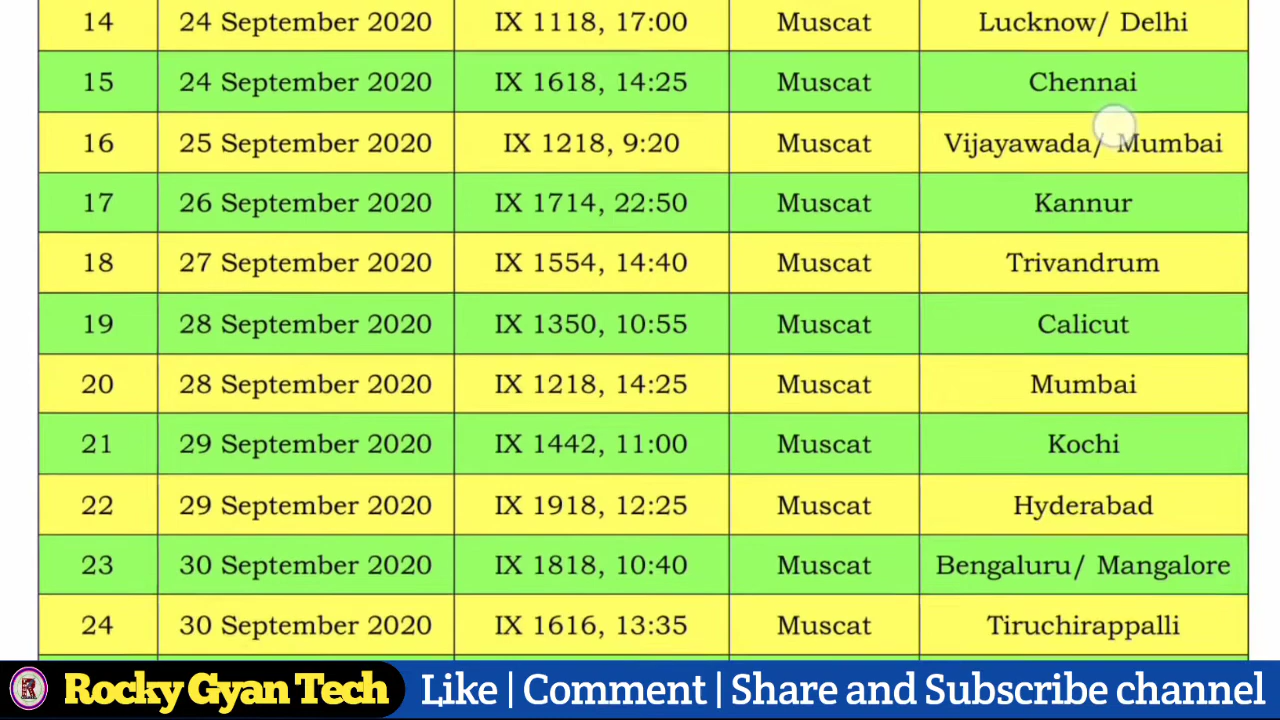 14 24 September 2020 IX 1118, 17:00 Muscat Lucknow/ Delhi
15 24 September 2020 IX 1618, 14:25 Muscat Chennai
16 25 September 2020 IX 1218, 9:20 Muscat Vijayawada/ Mumbai
17 26 September 2020 IX 1714, 22:50 Muscat Kannur
18 27 September 2020 IX 1554, 14:40 Muscat Trivandrum
19 28 September 2020 IX 1350, 10:55 Muscat Calicut
20 28 September 2020 IX 1218, 14:25 Muscat Mumbai
21 29 September 2020 IX 1442, 11:00 Muscat Kochi
22 29 September 2020 IX 1918, 12:25 Muscat Hyderabad
23 30 September 2020 IX 1818, 10:40 Muscat Bengaluru/ Mangalore
24 30 September 2020 IX 1616, 13:35 Muscat Tiruchirappalli
R Rocky Gyan Tech Like | Comment | Share and Subscribe channel